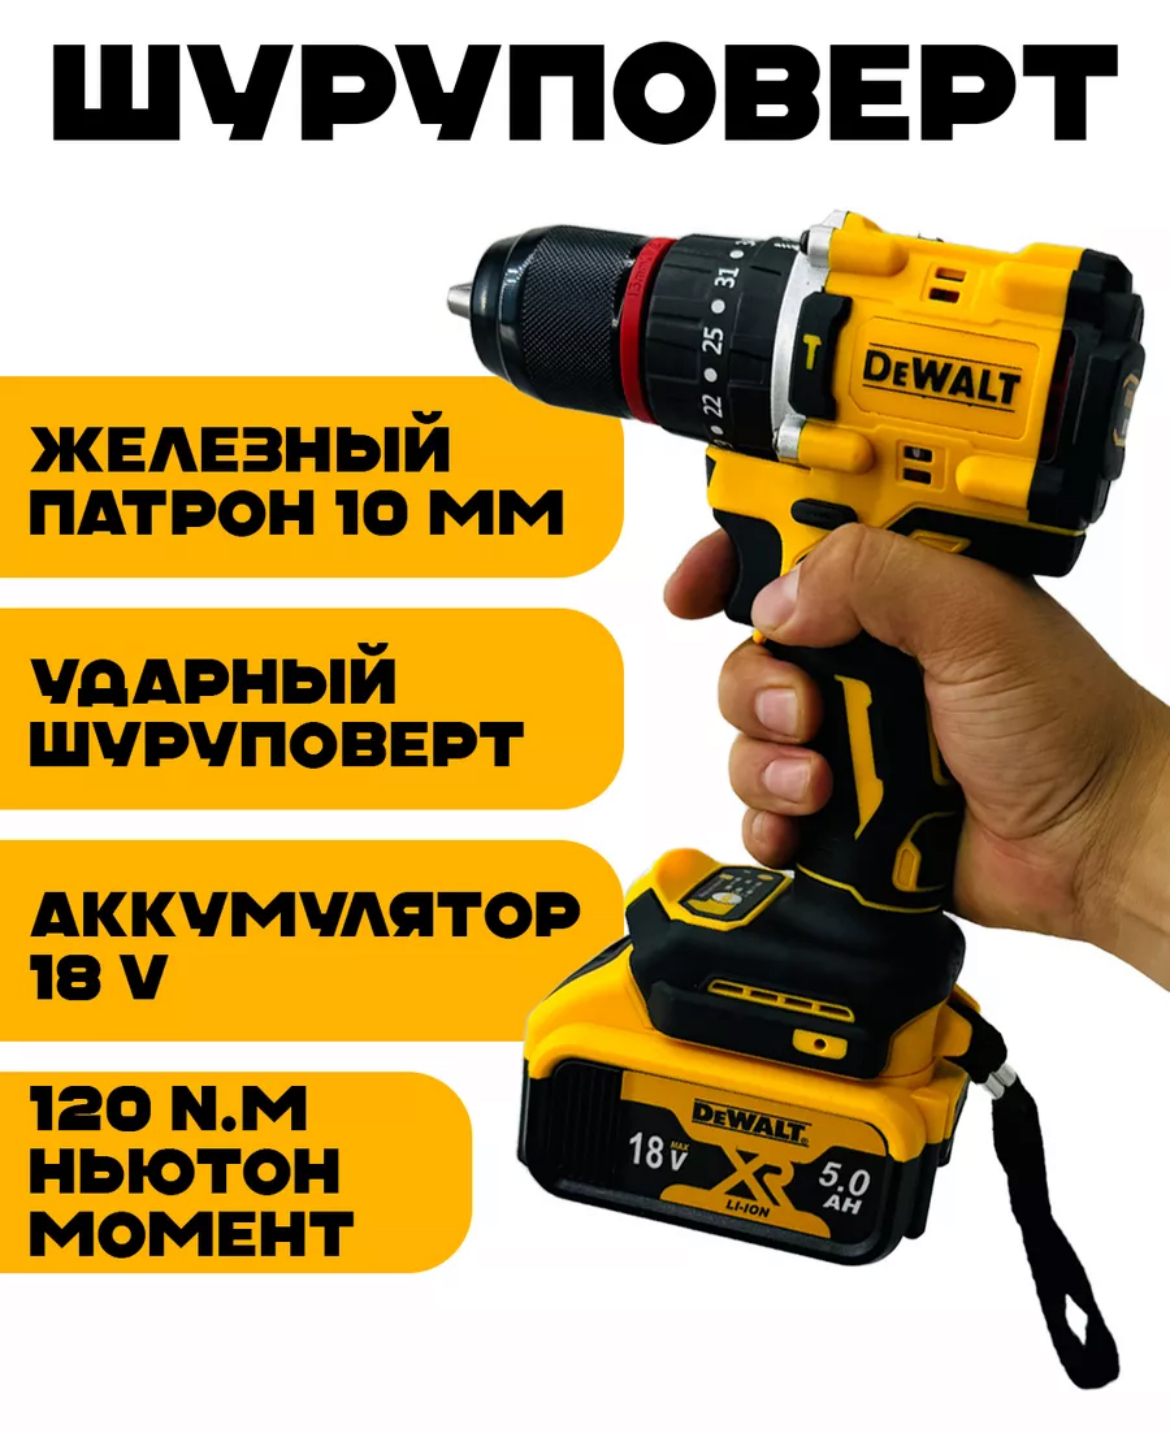 ШУРУПОВЕРТ
31
25
22
DEWALT
ЖЕЛЕЗНЫЙ
ПАТРОН 10 ММ
УДАРНЫЙ
ШУРУПОВЕРТ
АККУМУЛЯТОР
18 V
120 N.M
НЬЮТОН
МОМЕНТ
DEWALT
18V MAX
XR
LI-ION
5.0
AH